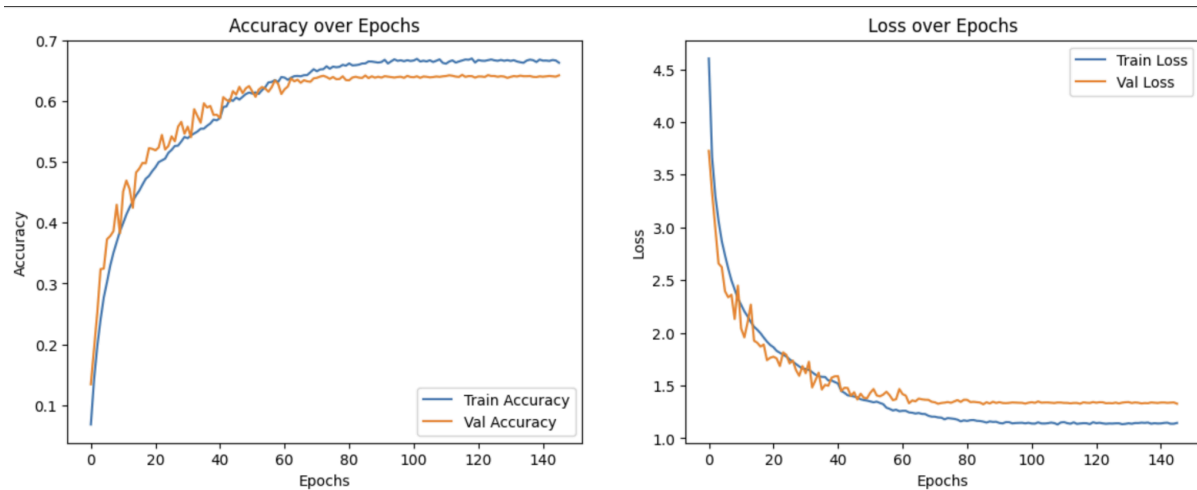 Accuracy over Epochs
0.7
0.6
0.5
0.4
0.3
0.2
0.1
Accuracy
0 20 40 60 80 100 120 140
Epochs
Train Accuracy
Val Accuracy
Loss over Epochs
4.5
4.0
3.5
3.0
2.5
2.0
1.5
1.0
Loss
0 20 40 60 80 100 120 140
Epochs
Train Loss
Val Loss